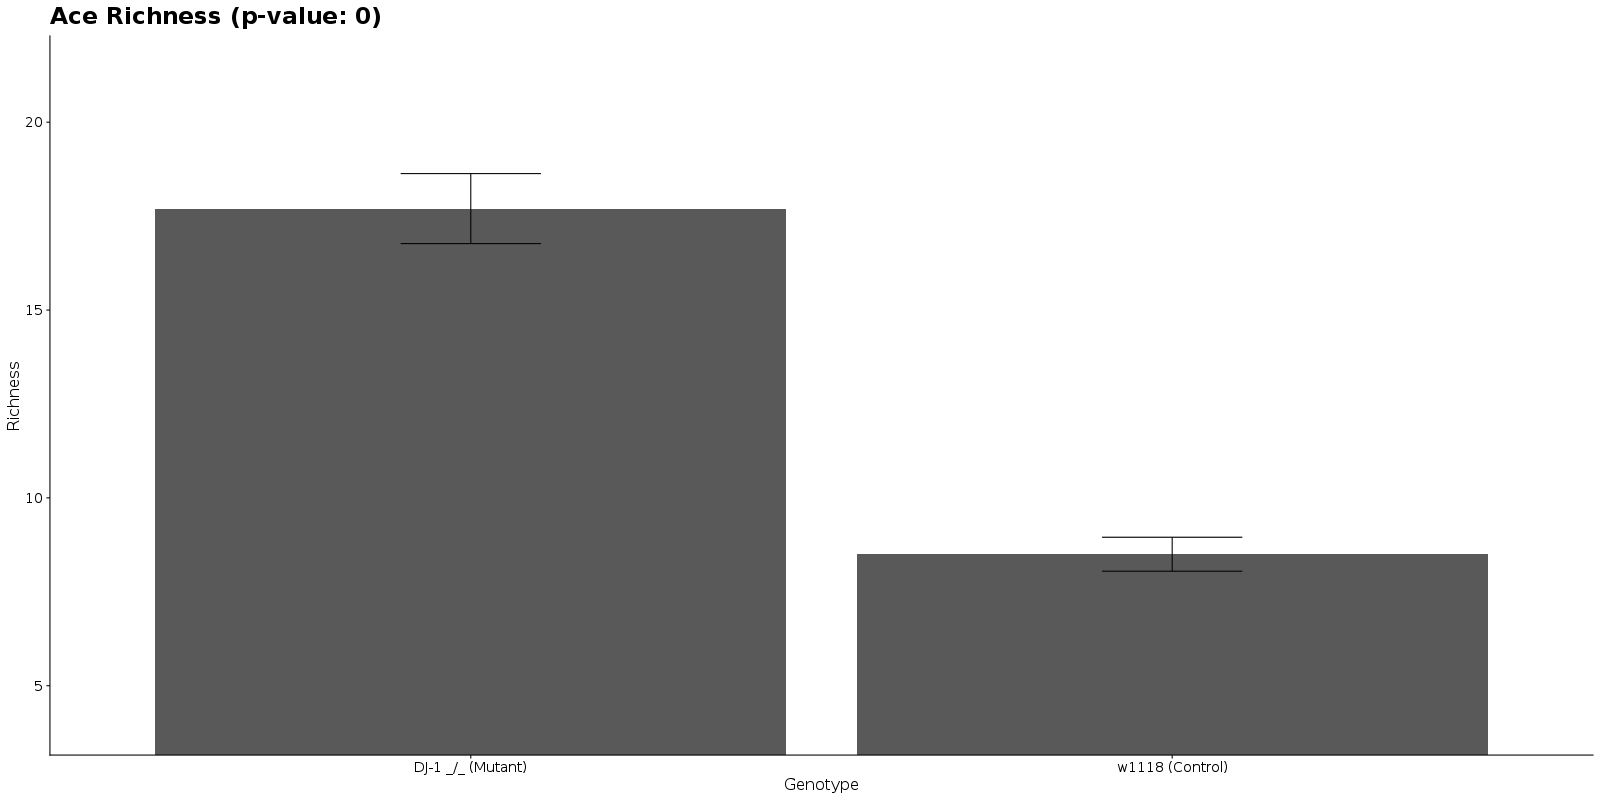 Ace Richness (p-value: 0)
20
15
10
5
Richness
DJ-1 _/_ (Mutant)
w1118 (Control)
Genotype